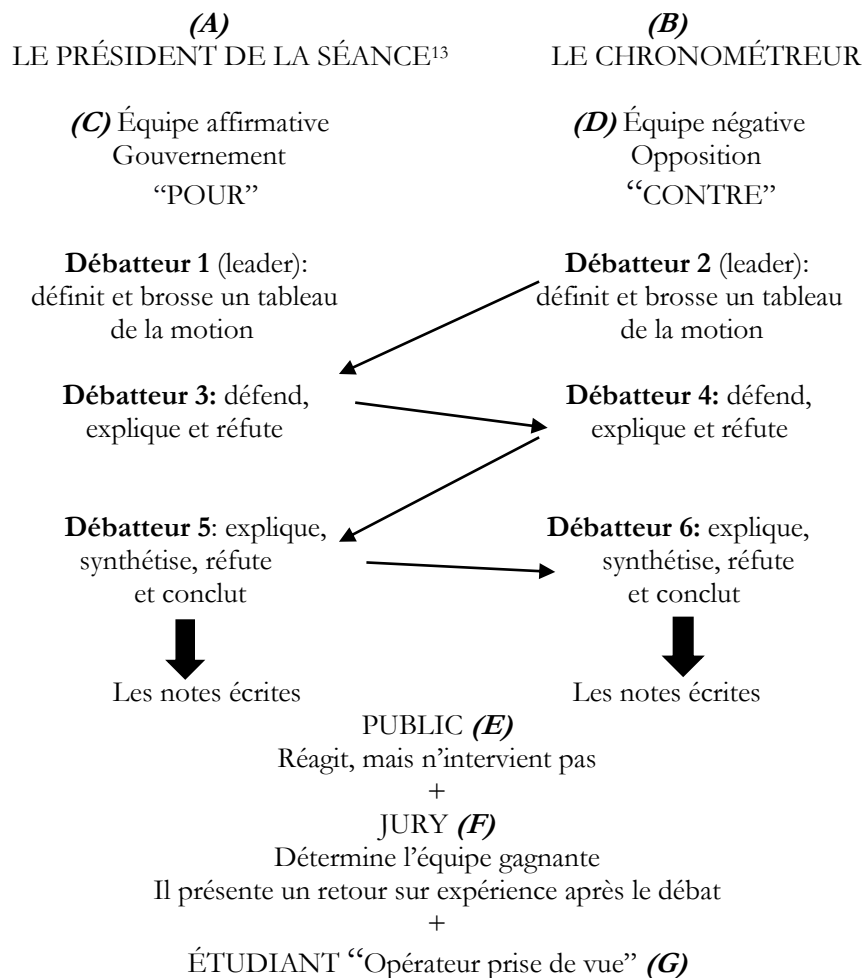 (A)
LE PRÉSIDENT DE LA SÉANCE¹³
(B)
LE CHRONOMÉTREUR
(C) Équipe affirmative
Gouvernement
“POUR”
(D) Équipe négative
Opposition
“CONTRE”
Débatteur 1 (leader):
définit et brosse un tableau
de la motion
Débatteur 2 (leader):
définit et brosse un tableau
de la motion
Débatteur 3: défend,
explique et réfute
Débatteur 4: défend,
explique et réfute
Débatteur 5: explique,
synthétise, réfute
et conclut
Débatteur 6: explique,
synthétise, réfute
et conclut
Les notes écrites
Les notes écrites
PUBLIC (E)
Réagit, mais n’intervient pas
+
JURY (F)
Détermine l’équipe gagnante
Il présente un retour sur expérience après le débat
+
ÉTUDIANT “Opérateur prise de vue” (G)